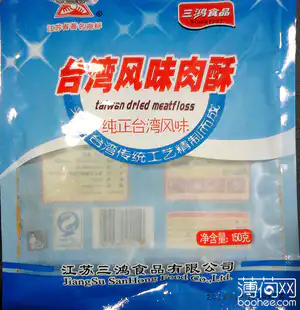 江苏省著名商标
三鸿食品
台湾风味肉酥
taiwan dried meatfloss
纯正台湾风味
台湾传统工艺精制而成
净含量:150克
江苏三鸿食品有限公司
JiangSu SanHong Food Co.,Ltd
薄荷网
boohee.com